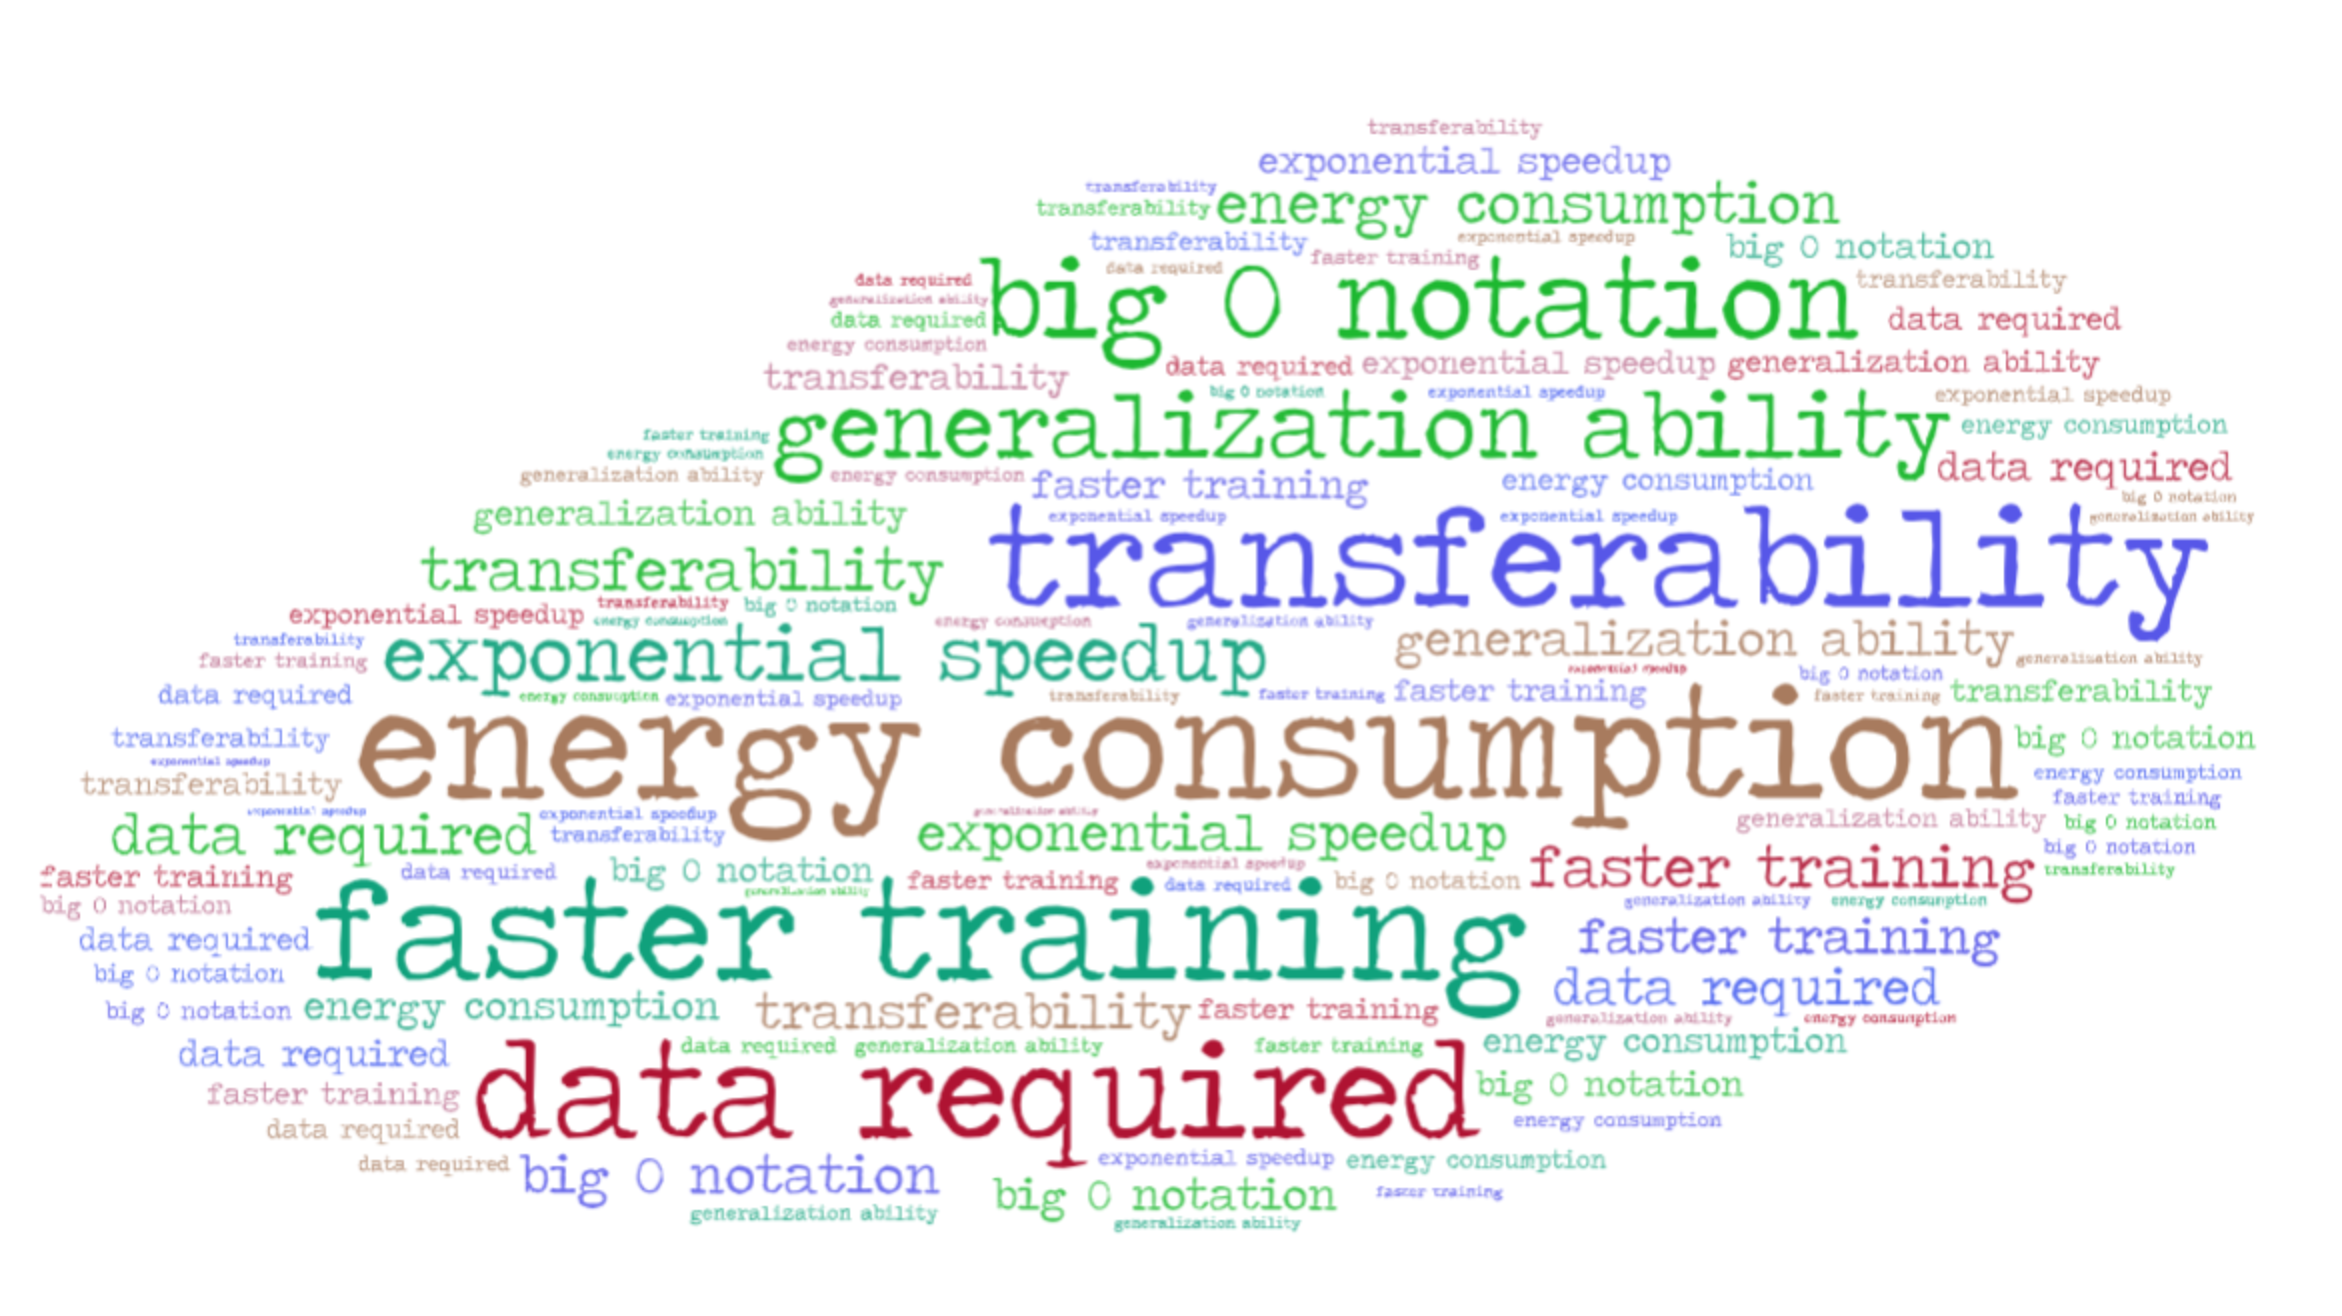 transferability
exponential speedup
transferability
transferability energy consumption
transferability exponential speedup big O notation
faster training
data required data required transferability
generalization ability big O notation
data required data required
energy consumption
transferability data required exponential speedup generalization ability
big O notation exponential speedup exponential speedup
faster training generalization ability energy consumption
energy consumption
generalization ability energy consumption faster training energy consumption data required
big O notation
generalization ability exponential speedup exponential speedup generalization ability
transferability transferability
exponential speedup transferability big O notation
energy consumption energy consumption generalization ability
transferability exponential speedup generalization ability
faster training generalization ability
exponential speedup big O notation
data required energy consumption exponential speedup transferability faster training faster training faster training transferability
transferability energy consumption big O notation
exponential speedup
transferability energy consumption
faster training
exponential speedup exponential speedup generalization ability generalization ability big O notation
data required transferability exponential speedup
big O notation
faster training data required big O notation exponential speedup faster training transferability
generalization ability faster training data required big O notation
big O notation faster training generalization ability energy consumption
data required faster training
big O notation data required
big O notation energy consumption transferability faster training generalization ability energy consumption
data required data required generalization ability faster training energy consumption
faster training data required big O notation
data required energy consumption
data required big O notation exponential speedup energy consumption
big O notation faster training
generalization ability generalization ability